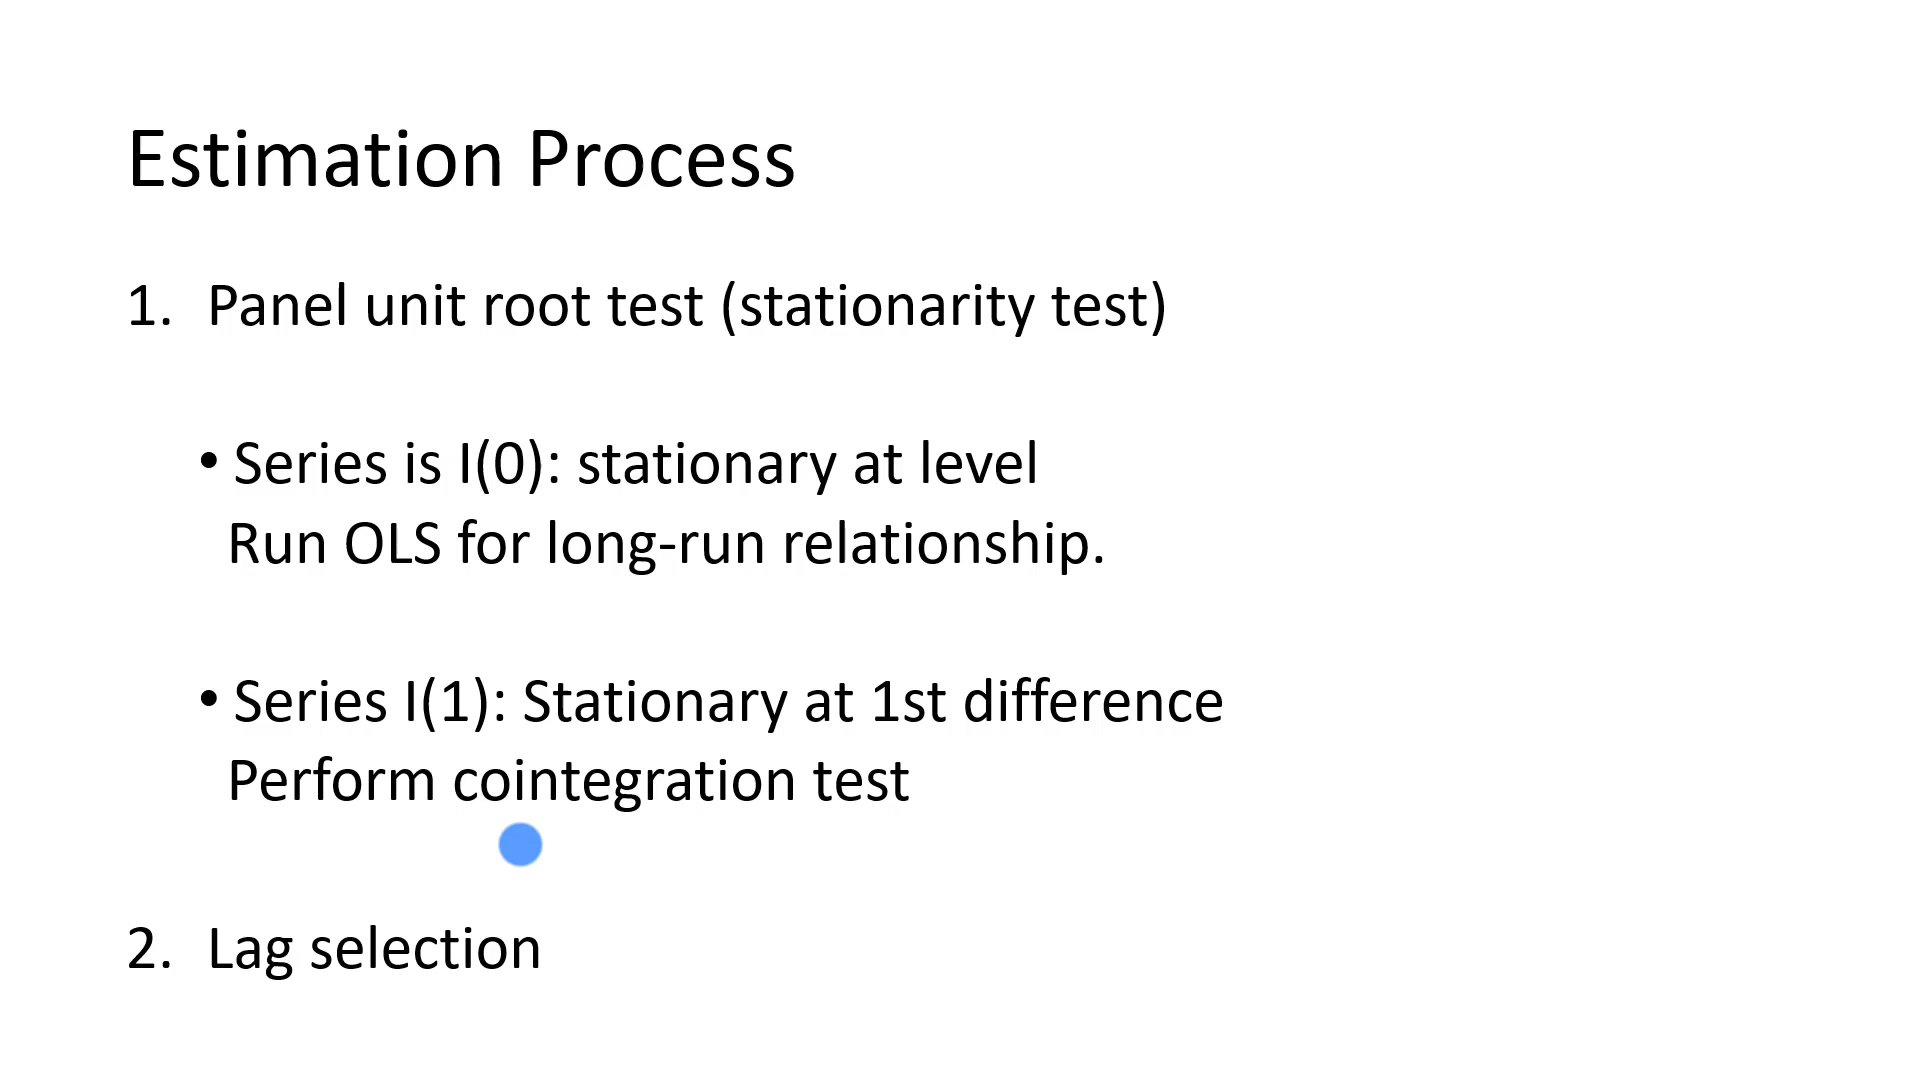 Estimation Process
1. Panel unit root test (stationarity test)
• Series is I(0): stationary at level
Run OLS for long-run relationship.
• Series I(1): Stationary at 1st difference
Perform cointegration test
2. Lag selection